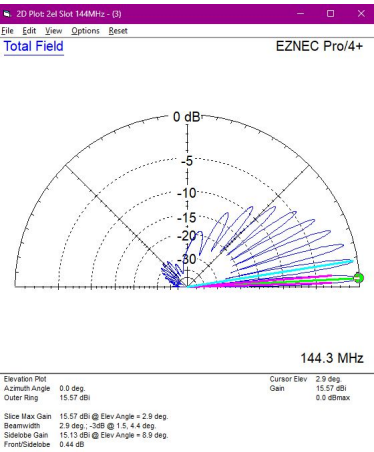 2D Plot: 2el Slot 144MHz - (3)
File Edit View Options Reset
Total Field
EZNEC Pro/4+
0 dB
-5
-10
-15
-20
-30
144.3 MHz
Elevation Plot
Azimuth Angle 0.0 deg.
Outer Ring 15.57 dBi
Cursor Elev 2.9 deg.
Gain 15.57 dBi
0.0 dBmax
Slice Max Gain 15.57 dBi @ Elev Angle = 2.9 deg.
Beamwidth 2.9 deg.; -3dB @ 1.5, 4.4 deg.
Sidelobe Gain 15.13 dBi @ Elev Angle = 8.9 deg.
Front/Sidelobe 0.44 dB